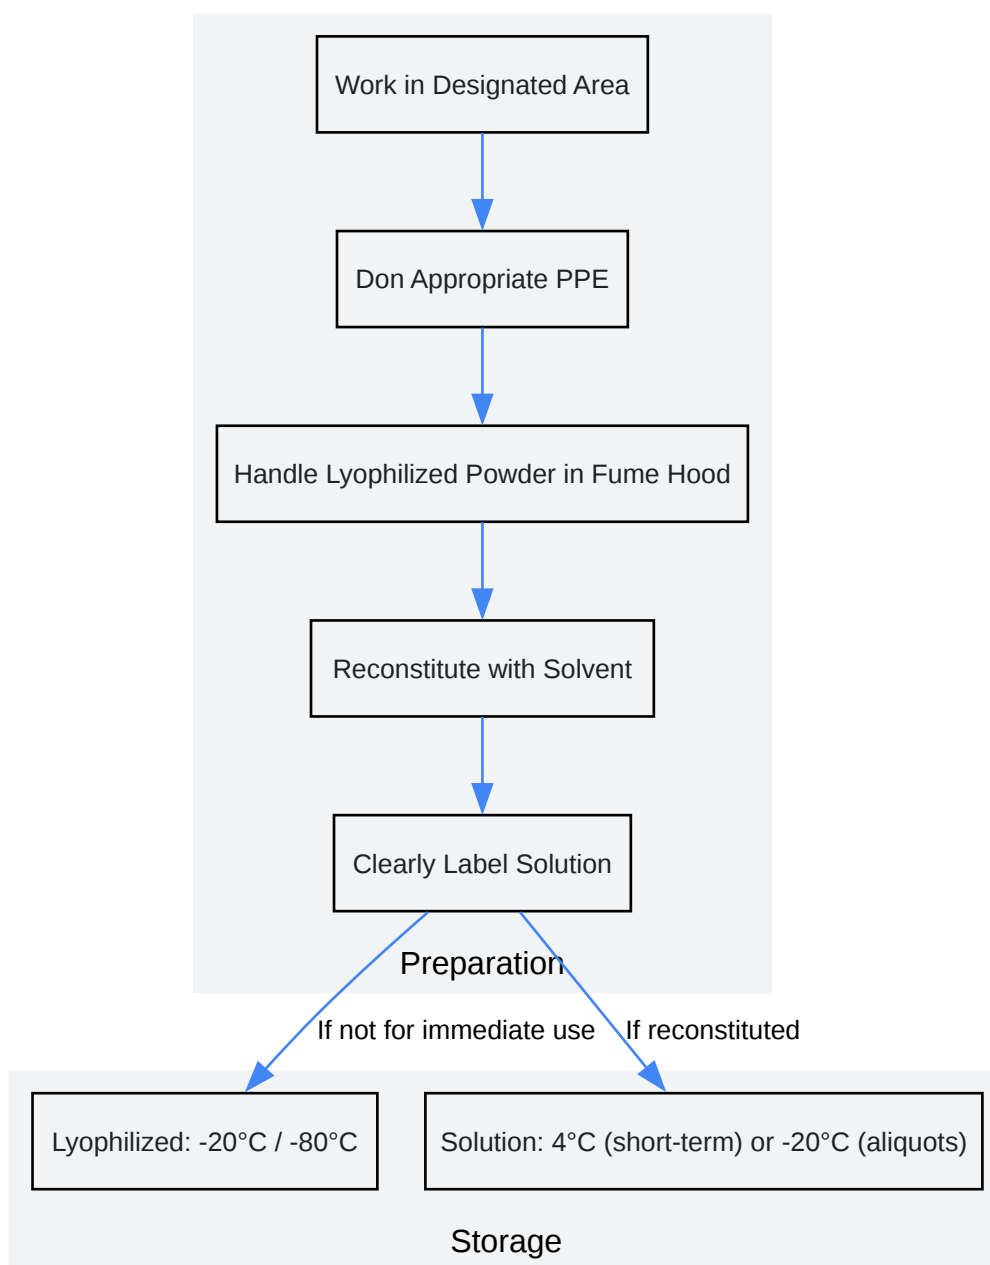 Work in Designated Area
Don Appropriate PPE
Handle Lyophilized Powder in Fume Hood
Reconstitute with Solvent
Clearly Label Solution
Preparation
If not for immediate use
If reconstituted
Lyophilized: -20°C / -80°C
Solution: 4°C (short-term) or -20°C (aliquots)
Storage